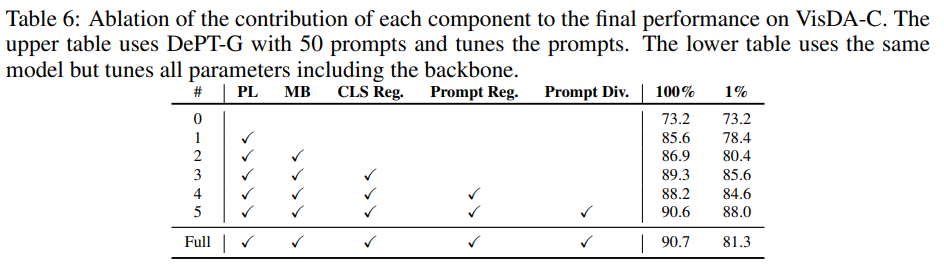 Table 6: Ablation of the contribution of each component to the final performance on VisDA-C. The
upper table uses DePT-G with 50 prompts and tunes the prompts. The lower table uses the same
model but tunes all parameters including the backbone.
# PL MB CLS Reg. Prompt Reg. Prompt Div. 100% 1%
0 73.2 73.2
1 ✓ 85.6 78.4
2 ✓ ✓ 86.9 80.4
3 ✓ ✓ ✓ 89.3 85.6
4 ✓ ✓ ✓ ✓ 88.2 84.6
5 ✓ ✓ ✓ ✓ ✓ 90.6 88.0
Full ✓ ✓ ✓ ✓ ✓ 90.7 81.3